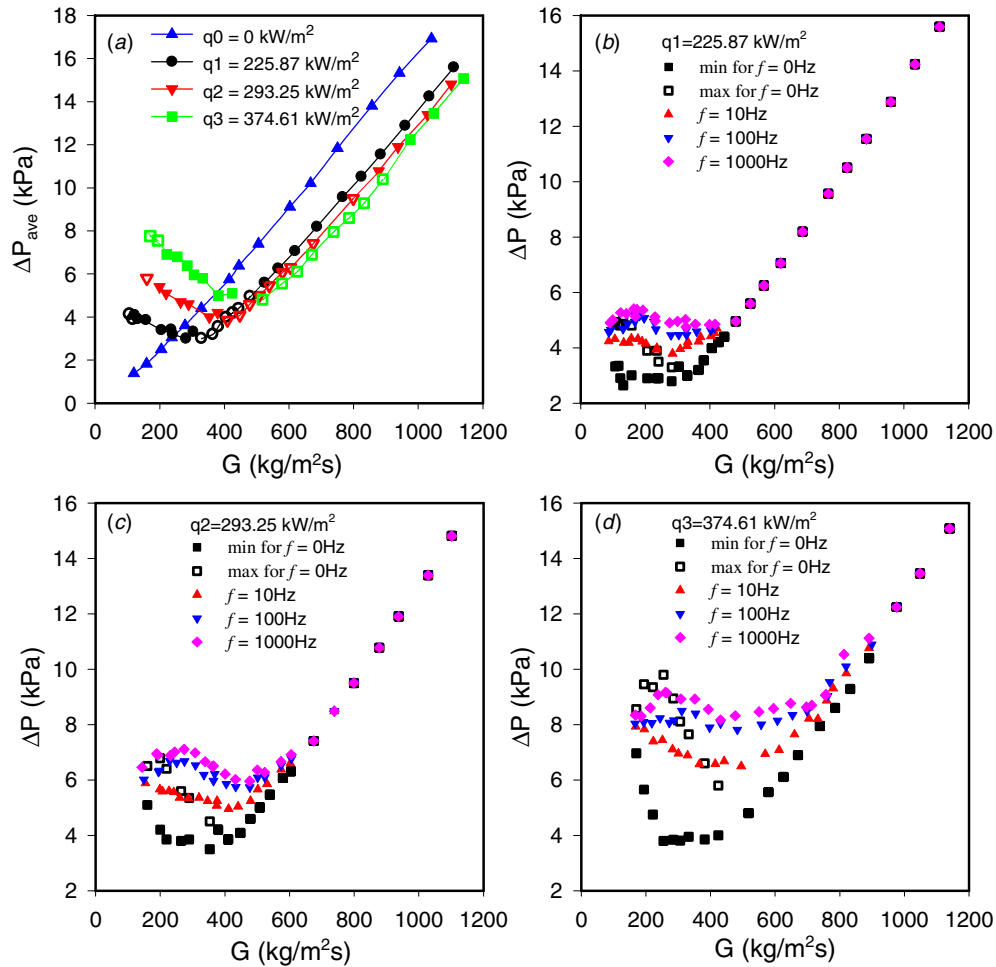 (a)
q0 = 0 kW/m²
q1 = 225.87 kW/m²
q2 = 293.25 kW/m²
q3 = 374.61 kW/m²
18
16
14
12
10
8
6
4
2
0
ΔP_ave (kPa)
0 200 400 600 800 1000 1200
G (kg/m²s)
(b)
q1=225.87 kW/m²
min for f = 0Hz
max for f = 0Hz
f = 10Hz
f = 100Hz
f = 1000Hz
16
14
12
10
8
6
4
2
ΔP (kPa)
0 200 400 600 800 1000 1200
G (kg/m²s)
(c)
q2=293.25 kW/m²
min for f = 0Hz
max for f = 0Hz
f = 10Hz
f = 100Hz
f = 1000Hz
16
14
12
10
8
6
4
2
ΔP (kPa)
0 200 400 600 800 1000 1200
G (kg/m²s)
(d)
q3=374.61 kW/m²
min for f = 0Hz
max for f = 0Hz
f = 10Hz
f = 100Hz
f = 1000Hz
16
14
12
10
8
6
4
2
ΔP (kPa)
0 200 400 600 800 1000 1200
G (kg/m²s)